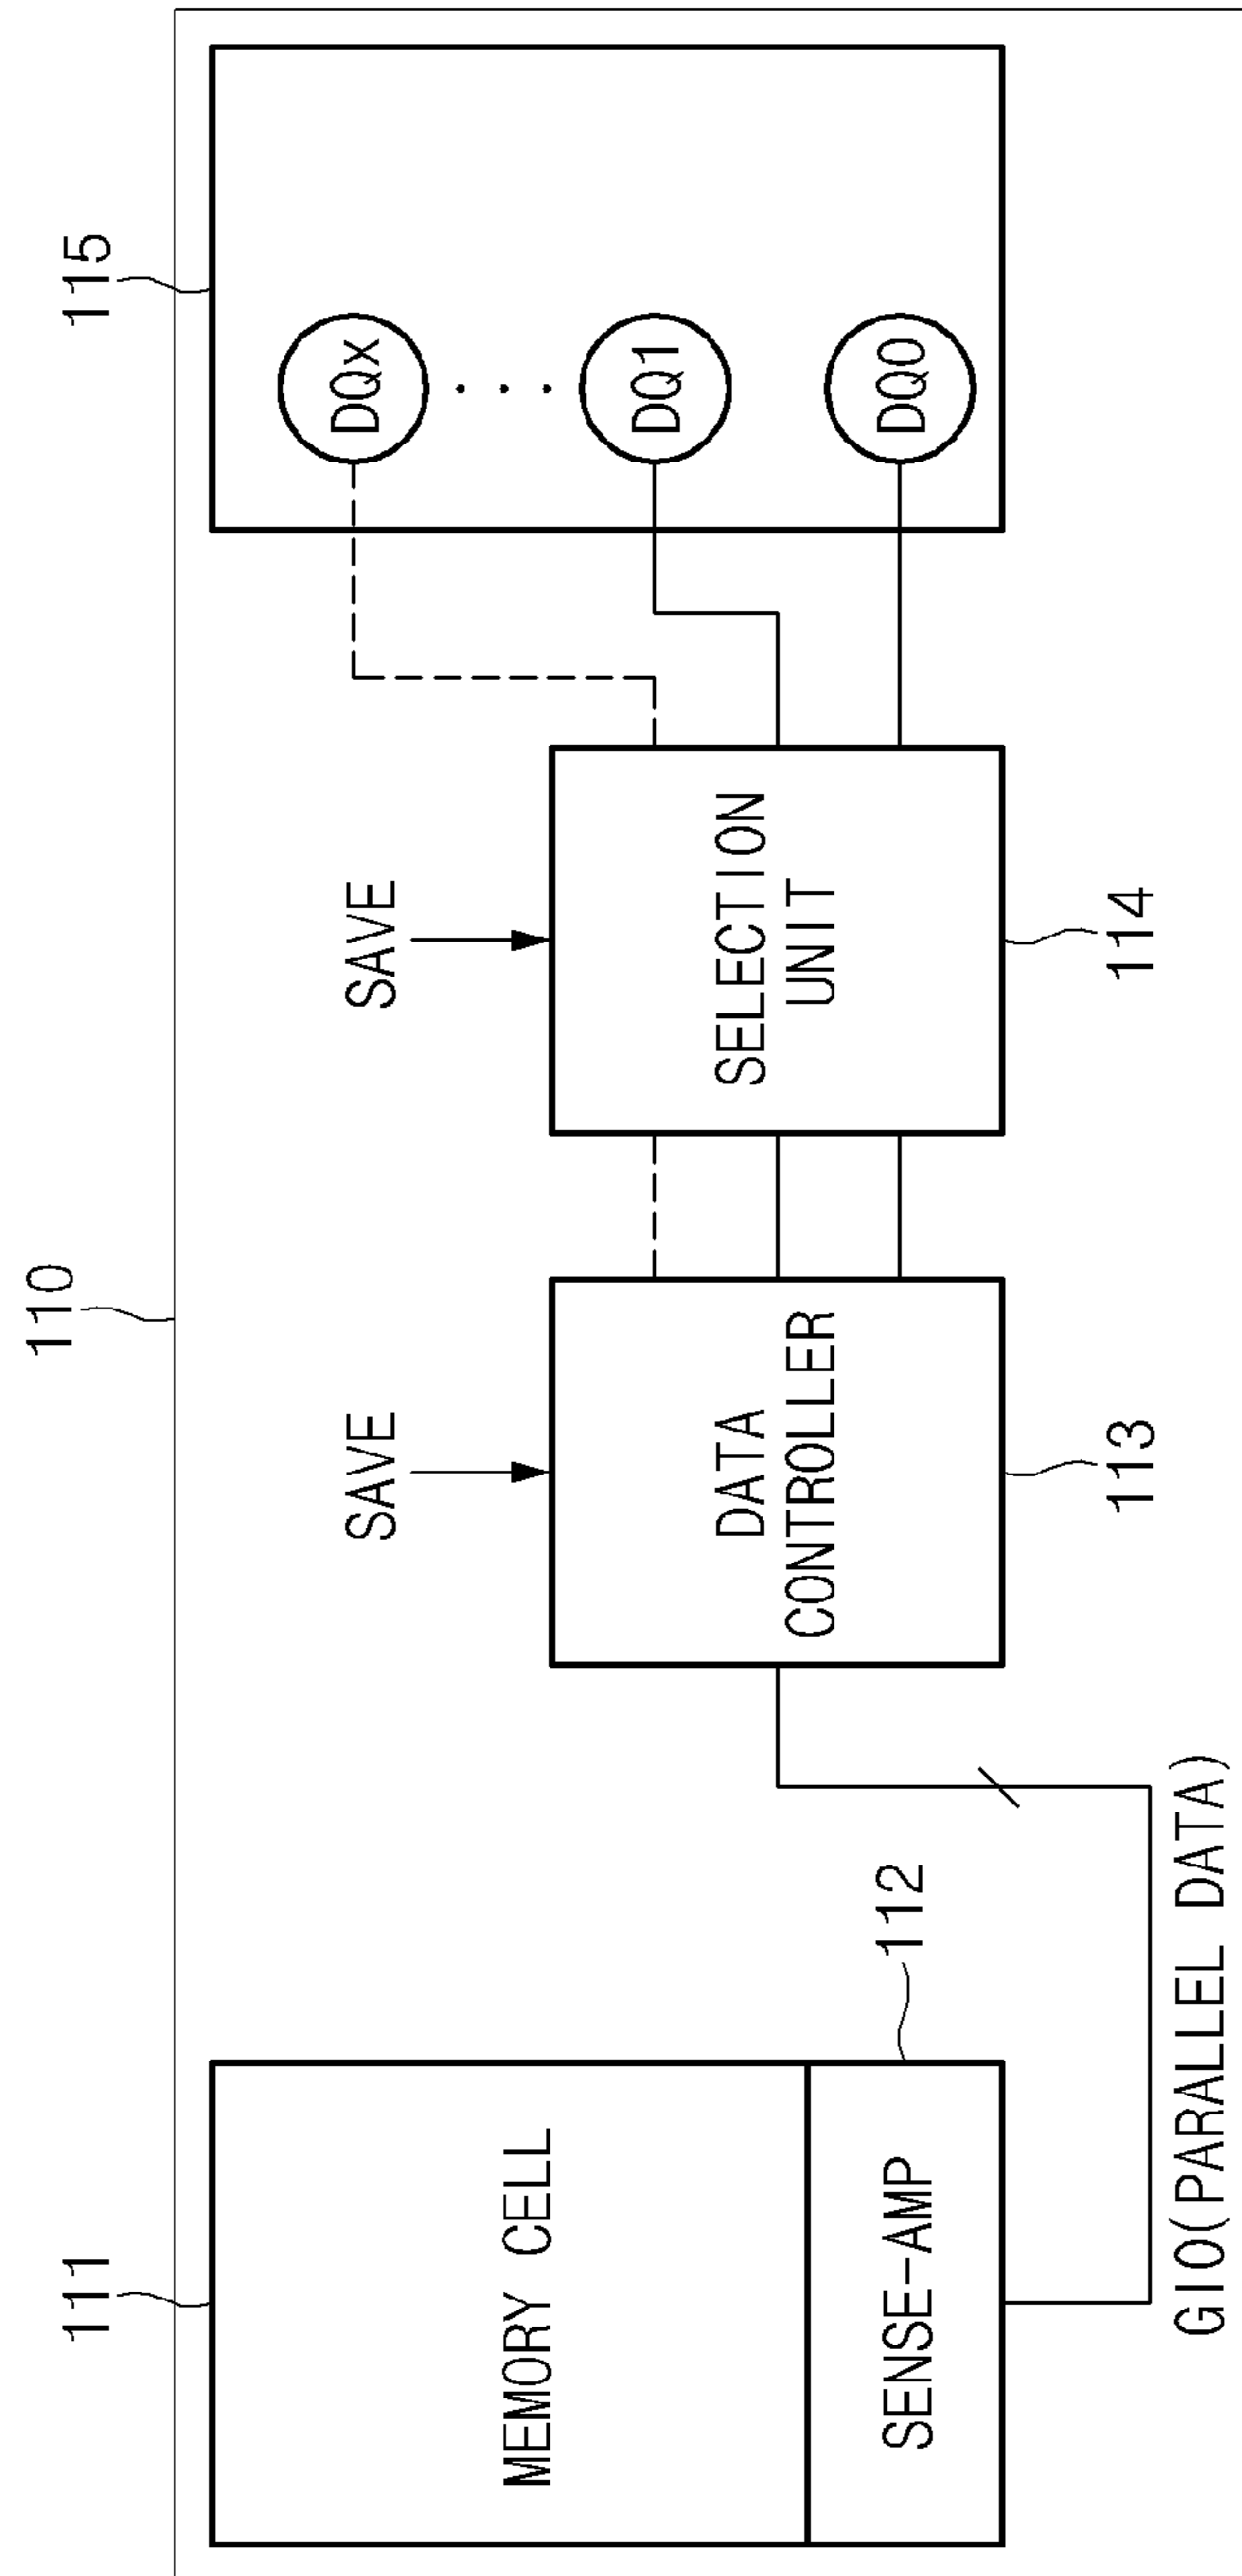 110
111
MEMORY CELL
SENSE-AMP
112
GIO(PARALLEL DATA)
SAVE
DATA
CONTROLLER
113
SAVE
SELECTION
UNIT
114
115
DQx
DQ1
DQ0